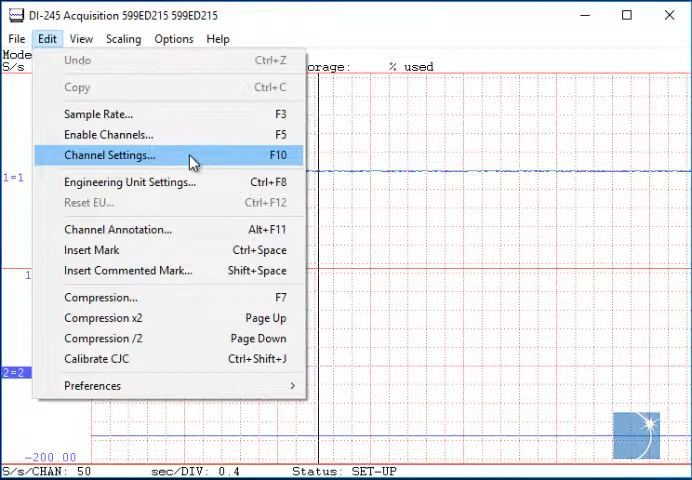 DI-245 Acquisition 599ED215 599ED215
File Edit View Scaling Options Help
Mode
S/s orage: % used
Undo Ctrl+Z
Copy Ctrl+C
Sample Rate... F3
Enable Channels... F5
Channel Settings... F10
1=1
Engineering Unit Settings... Ctrl+F8
Reset EU... Ctrl+F12
Channel Annotation... Alt+F11
Insert Mark Ctrl+Space
Insert Commented Mark... Shift+Space
1
Compression... F7
Compression x2 Page Up
Compression /2 Page Down
Calibrate CJC Ctrl+Shift+J
2=2
Preferences
-200.00
S/s/CHAN: 50 sec/DIV: 0.4 Status: SET-UP